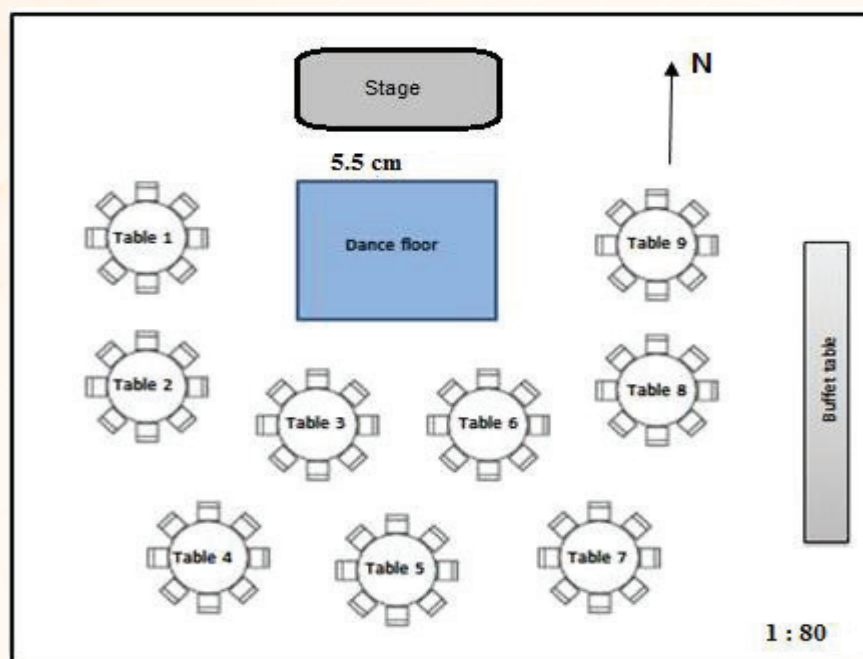 Stage
N
5.5 cm
Dance floor
Table 1
Table 9
Table 2
Table 8
Table 3
Table 6
Buffet table
Table 4
Table 5
Table 7
1 : 80